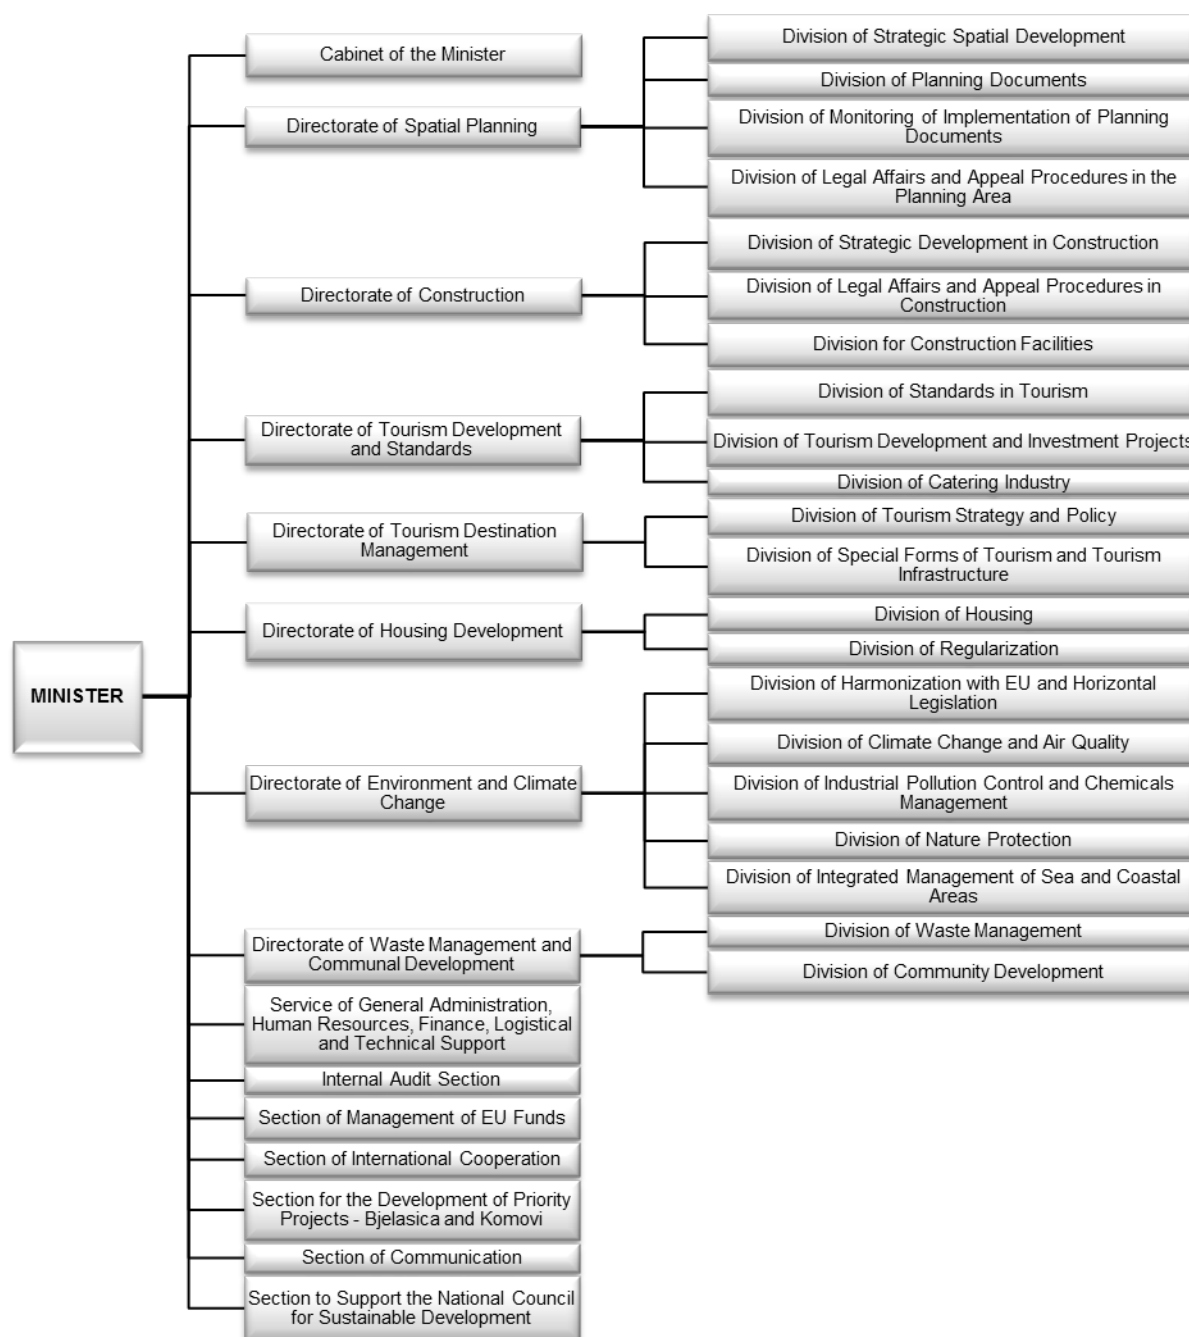 MINISTER
Cabinet of the Minister
Directorate of Spatial Planning
Division of Strategic Spatial Development
Division of Planning Documents
Division of Monitoring of Implementation of Planning
Documents
Division of Legal Affairs and Appeal Procedures in the
Planning Area
Directorate of Construction
Division of Strategic Development in Construction
Division of Legal Affairs and Appeal Procedures in
Construction
Division for Construction Facilities
Directorate of Tourism Development
and Standards
Division of Standards in Tourism
Division of Tourism Development and Investment Projects
Division of Catering Industry
Directorate of Tourism Destination
Management
Division of Tourism Strategy and Policy
Division of Special Forms of Tourism and Tourism
Infrastructure
Directorate of Housing Development
Division of Housing
Division of Regularization
Directorate of Environment and Climate
Change
Division of Harmonization with EU and Horizontal
Legislation
Division of Climate Change and Air Quality
Division of Industrial Pollution Control and Chemicals
Management
Division of Nature Protection
Division of Integrated Management of Sea and Coastal
Areas
Directorate of Waste Management and
Communal Development
Division of Waste Management
Division of Community Development
Service of General Administration,
Human Resources, Finance, Logistical
and Technical Support
Internal Audit Section
Section of Management of EU Funds
Section of International Cooperation
Section for the Development of Priority
Projects - Bjelasica and Komovi
Section of Communication
Section to Support the National Council
for Sustainable Development